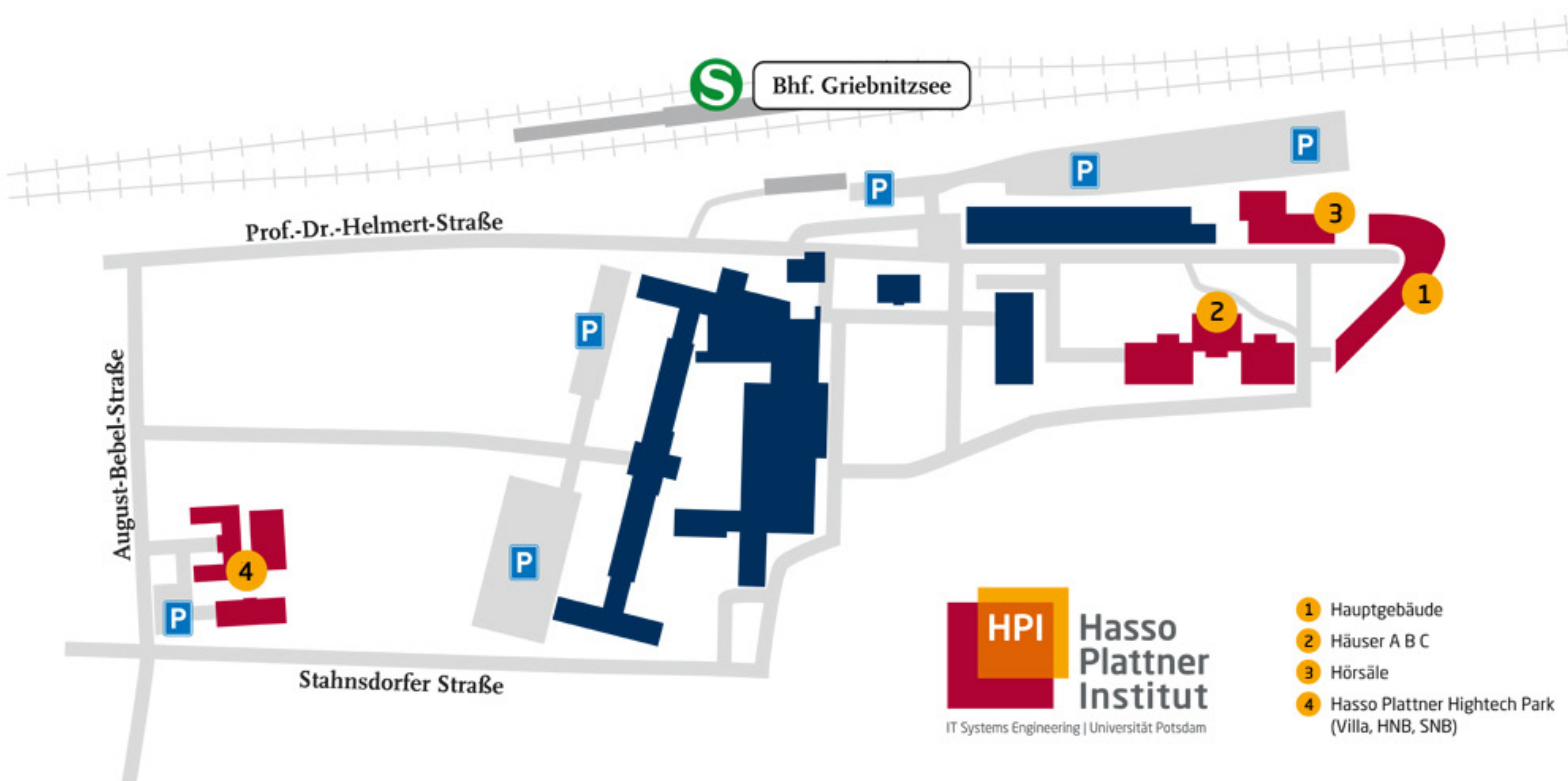 S
Bhf. Griebnitzsee
P
P
P
Prof.-Dr.-Helmert-Straße
3
1
2
P
August-Bebel-Straße
4
P
P
Stahnsdorfer Straße
HPI
Hasso
Plattner
Institut
IT Systems Engineering | Universität Potsdam
1 Hauptgebäude
2 Häuser A B C
3 Hörsäle
4 Hasso Plattner Hightech Park
(Villa, HNB, SNB)